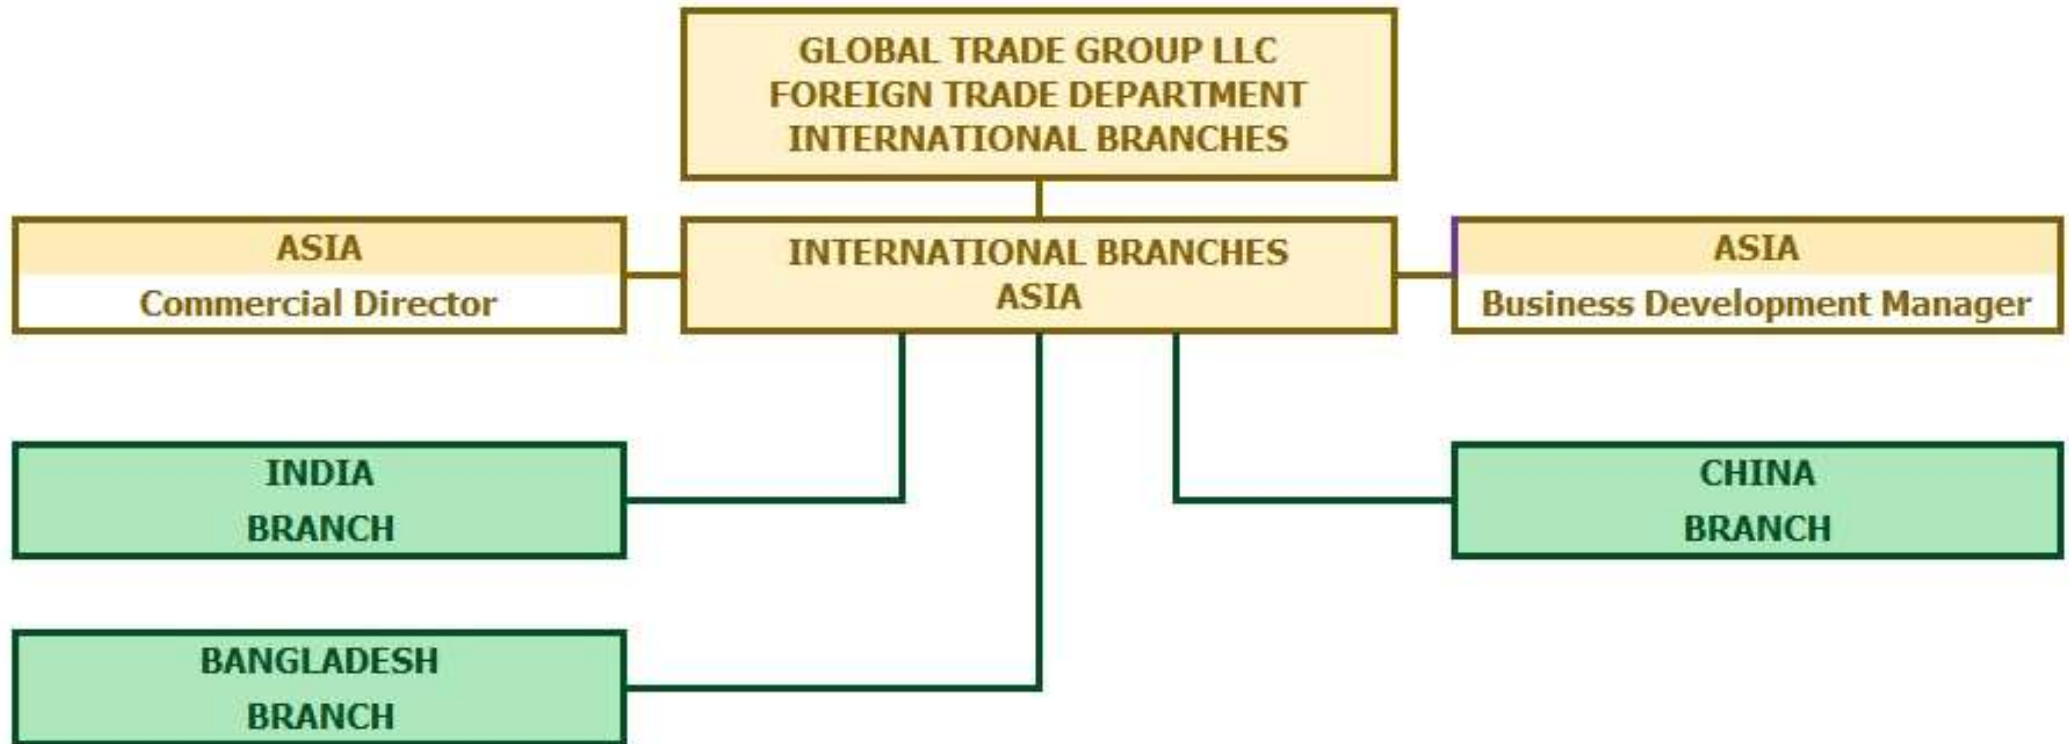 GLOBAL TRADE GROUP LLC
FOREIGN TRADE DEPARTMENT
INTERNATIONAL BRANCHES
ASIA
Commercial Director
INTERNATIONAL BRANCHES
ASIA
ASIA
Business Development Manager
INDIA
BRANCH
CHINA
BRANCH
BANGLADESH
BRANCH